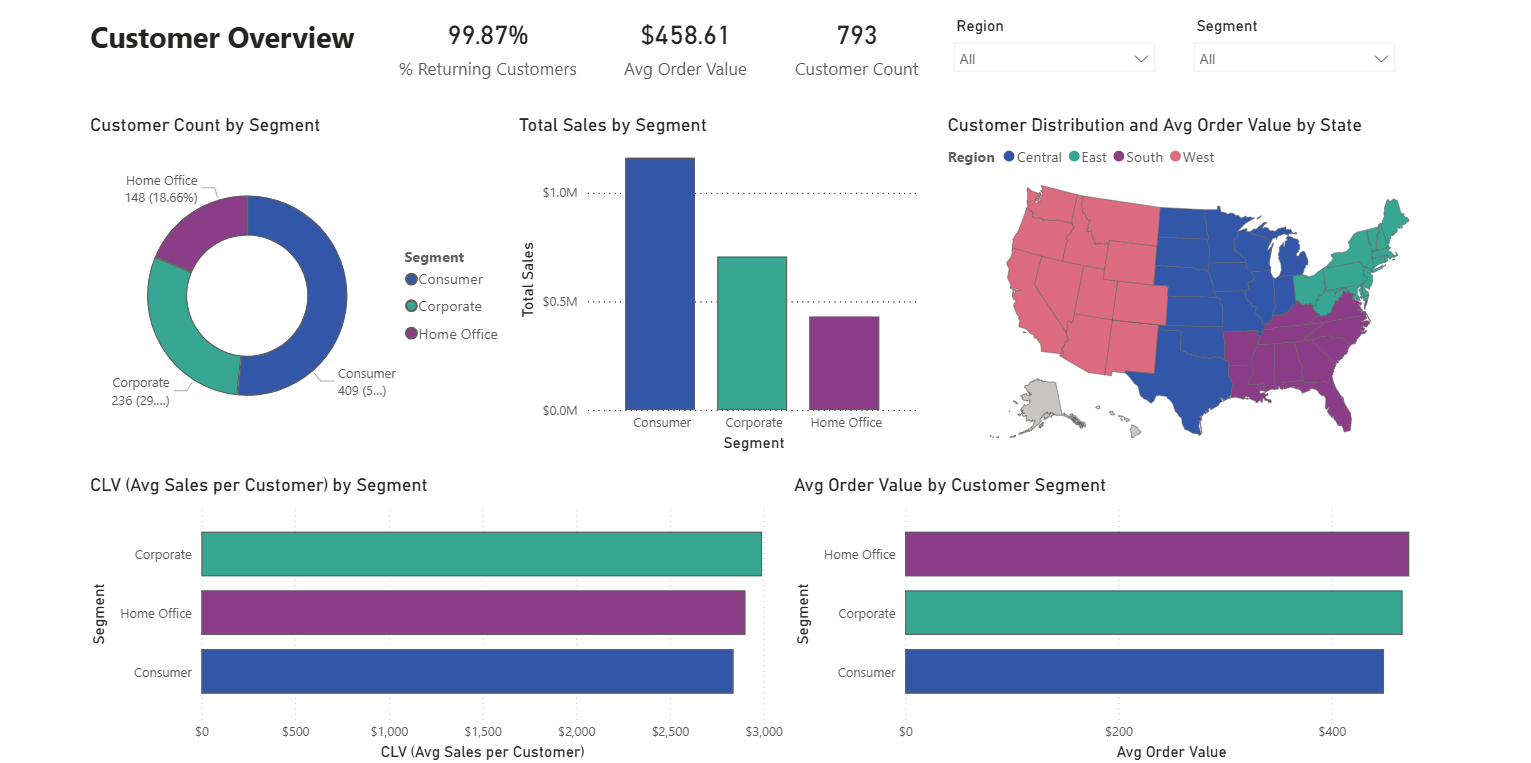 Customer Overview
99.87%
% Returning Customers
$458.61
Avg Order Value
793
Customer Count
Region
All
Segment
All
Customer Count by Segment
Home Office
148 (18.66%)
Corporate
236 (29....)
Consumer
409 (5...)
Segment
Consumer
Corporate
Home Office
Total Sales by Segment
Total Sales
$1.0M
$0.5M
$0.0M
Consumer
Corporate
Home Office
Segment
Customer Distribution and Avg Order Value by State
Region Central East South West
CLV (Avg Sales per Customer) by Segment
Segment
Corporate
Home Office
Consumer
$0 $500 $1,000 $1,500 $2,000 $2,500 $3,000
CLV (Avg Sales per Customer)
Avg Order Value by Customer Segment
Segment
Home Office
Corporate
Consumer
$0 $200 $400
Avg Order Value